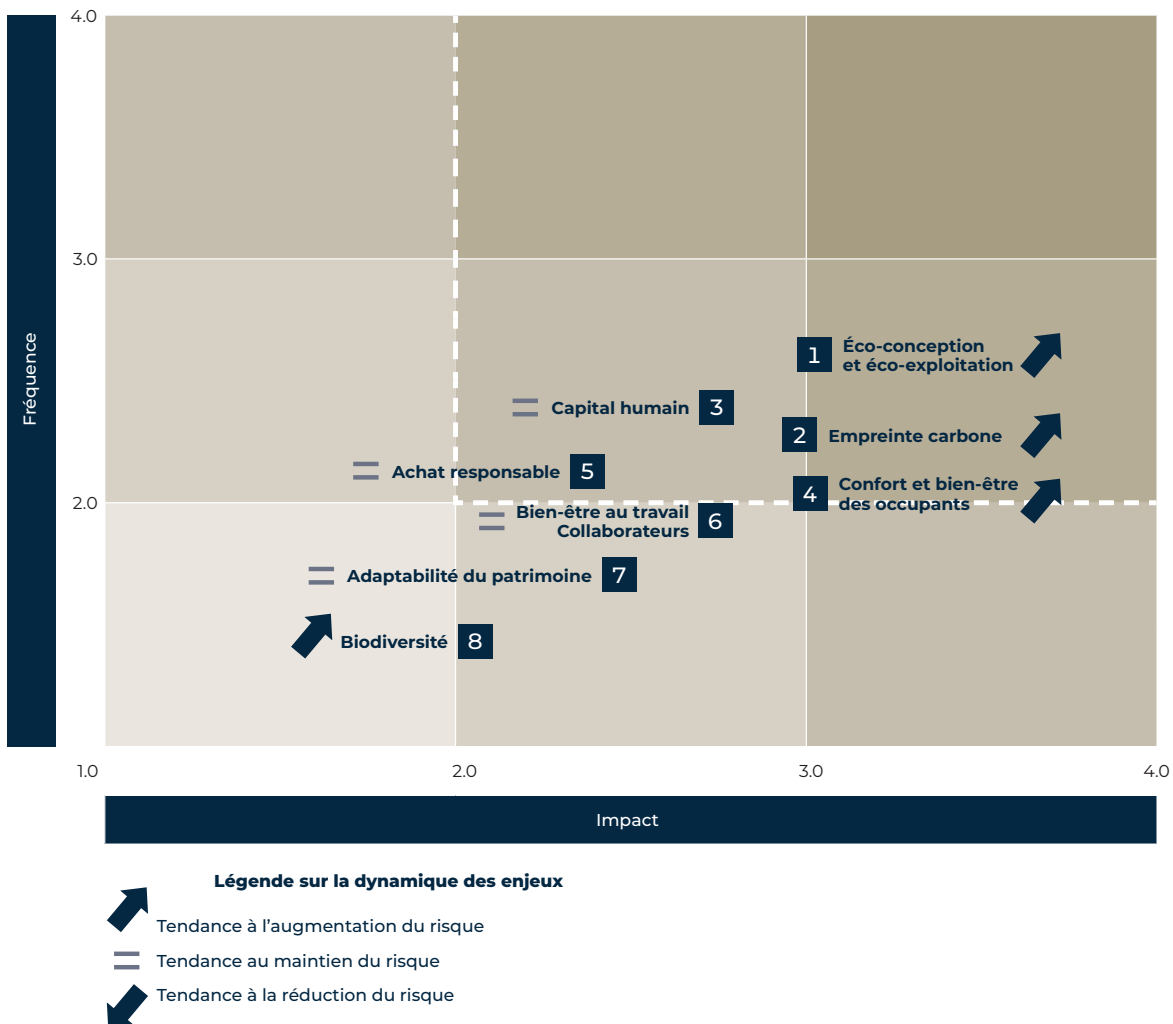 4.0
3.0
2.0
Fréquence
1
Éco-conception
et éco-exploitation
Capital humain
3
2
Empreinte carbone
Achat responsable
5
4
Confort et bien-être
des occupants
Bien-être au travail
Collaborateurs
6
Adaptabilité du patrimoine
7
Biodiversité
8
1.0
2.0
3.0
4.0
Impact
Légende sur la dynamique des enjeux
Tendance à l’augmentation du risque
Tendance au maintien du risque
Tendance à la réduction du risque